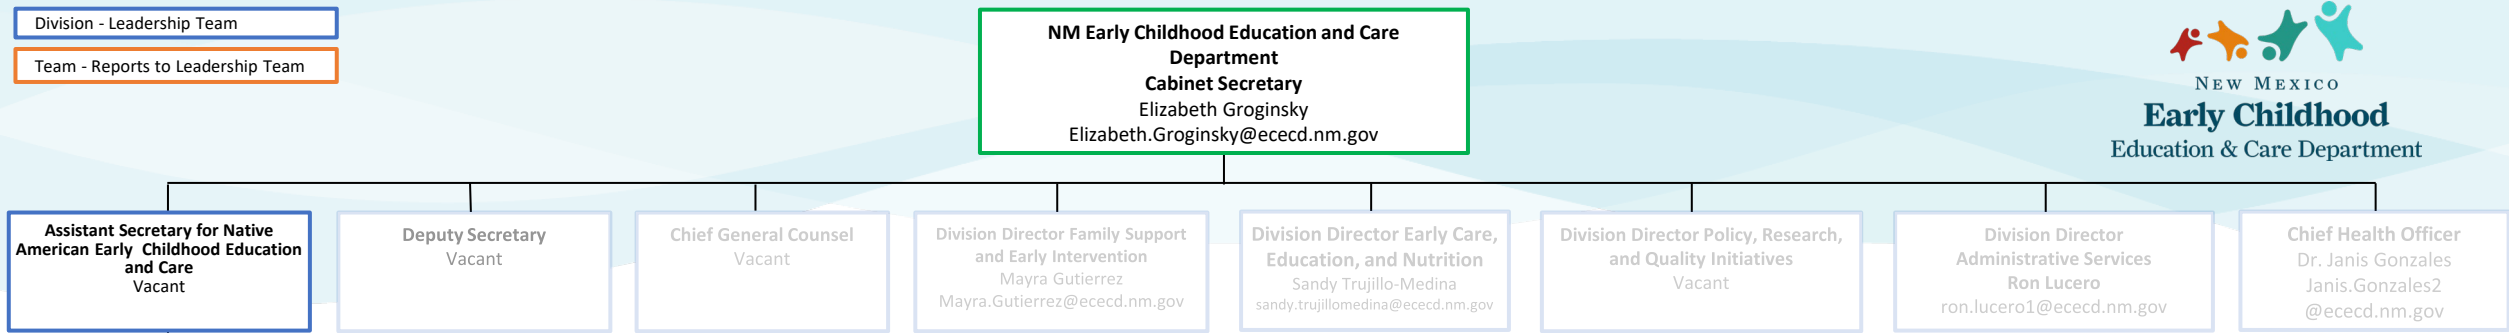 Division - Leadership Team
Team - Reports to Leadership Team
NM Early Childhood Education and Care
Department
Cabinet Secretary
Elizabeth Groginsky
Elizabeth.Groginsky@ececd.nm.gov
NEW MEXICO
Early Childhood
Education & Care Department
Assistant Secretary for Native
American Early Childhood Education
and Care
Vacant
Deputy Secretary
Vacant
Chief General Counsel
Vacant
Division Director Family Support
and Early Intervention
Mayra Gutierrez
Mayra.Gutierrez@ececd.nm.gov
Division Director Early Care,
Education, and Nutrition
Sandy Trujillo-Medina
sandy.trujillomedina@ececd.nm.gov
Division Director Policy, Research,
and Quality Initiatives
Vacant
Division Director
Administrative Services
Ron Lucero
ron.lucero1@ececd.nm.gov
Chief Health Officer
Dr. Janis Gonzales
Janis.Gonzales2
@ececd.nm.gov